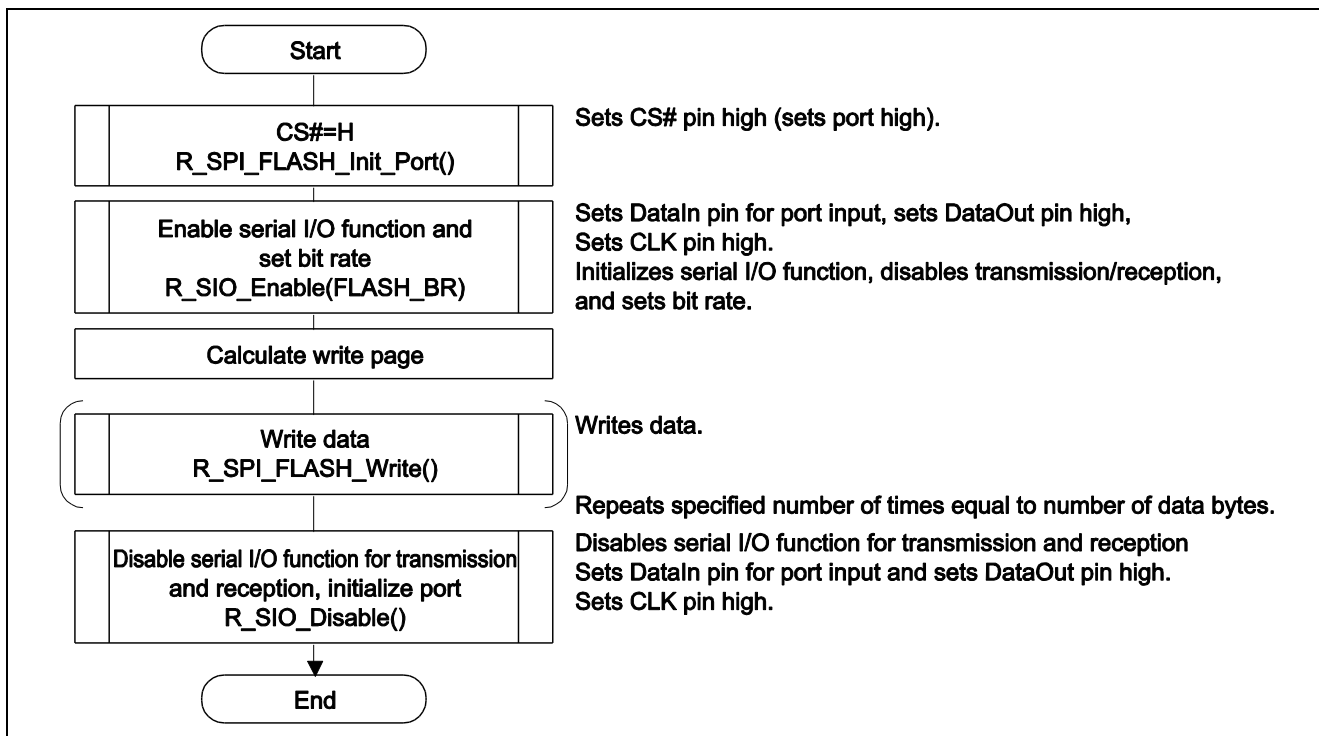 Start
CS#=H
R_SPI_FLASH_Init_Port()
Sets CS# pin high (sets port high).
Enable serial I/O function and
set bit rate
R_SIO_Enable(FLASH_BR)
Sets DataIn pin for port input, sets DataOut pin high,
Sets CLK pin high.
Initializes serial I/O function, disables transmission/reception,
and sets bit rate.
Calculate write page
Write data
R_SPI_FLASH_Write()
Writes data.
Repeats specified number of times equal to number of data bytes.
Disable serial I/O function for transmission
and reception, initialize port
R_SIO_Disable()
Disables serial I/O function for transmission and reception
Sets DataIn pin for port input and sets DataOut pin high.
Sets CLK pin high.
End